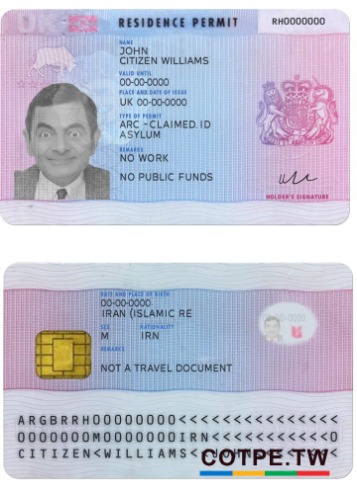 UK
RESIDENCE PERMIT
RH0000000
NAME
JOHN
CITIZEN WILLIAMS
VALID UNTIL
00-00-0000
PLACE AND DATE OF ISSUE
UK 00-00-0000
TYPE OF PERMIT
ARC -CLAIMED.ID
ASYLUM
REMARKS
NO WORK
NO PUBLIC FUNDS
HOLDER'S SIGNATURE
DATE AND PLACE OF BIRTH
00-00-0000
IRAN (ISLAMIC RE
SEX NATIONALITY
M IRN
REMARKS
NOT A TRAVEL DOCUMENT
ARGBRRH00000000<<<<<<<<<<<<<<<
0000000M0000000IRN<<<<<<<<<<<0
CITIZEN<WILLIAMS<
COTPE.TW